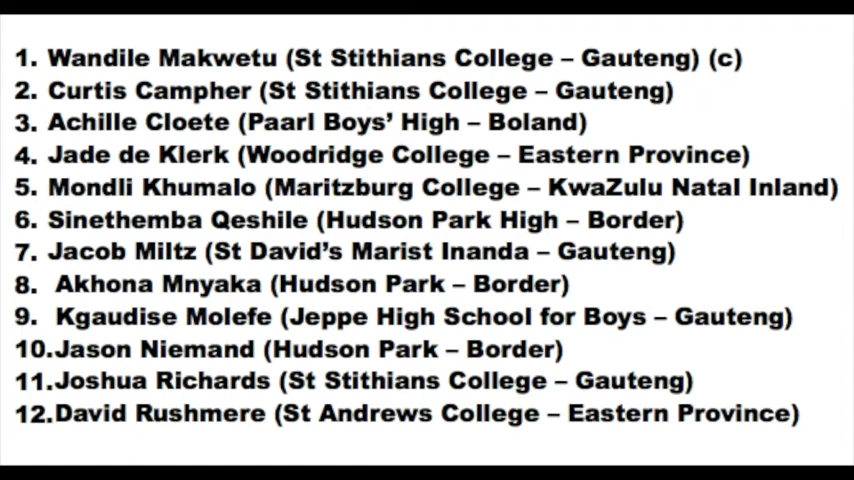 1. Wandile Makwetu (St Stithians College – Gauteng) (c)
2. Curtis Campher (St Stithians College – Gauteng)
3. Achille Cloete (Paarl Boys’ High – Boland)
4. Jade de Klerk (Woodridge College – Eastern Province)
5. Mondli Khumalo (Maritzburg College – KwaZulu Natal Inland)
6. Sinethemba Qeshile (Hudson Park High – Border)
7. Jacob Miltz (St David’s Marist Inanda – Gauteng)
8. Akhona Mnyaka (Hudson Park – Border)
9. Kgaudise Molefe (Jeppe High School for Boys – Gauteng)
10.Jason Niemand (Hudson Park – Border)
11.Joshua Richards (St Stithians College – Gauteng)
12.David Rushmere (St Andrews College – Eastern Province)